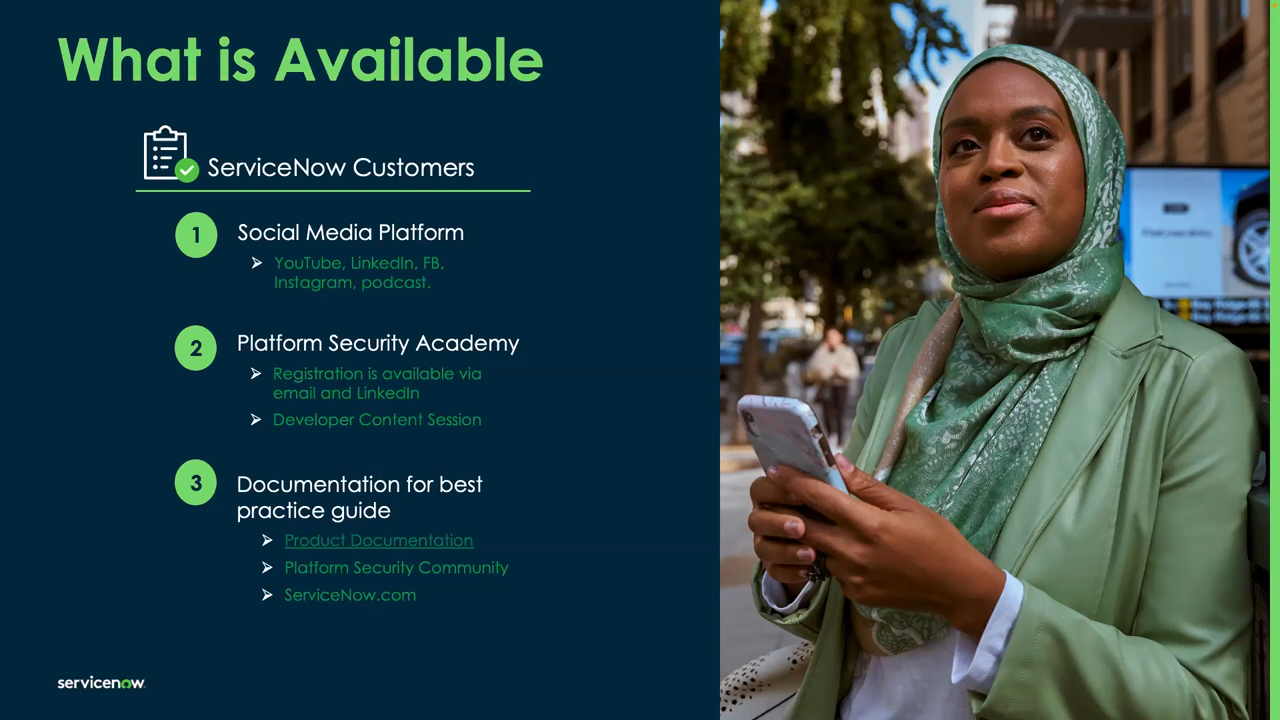 What is Available
ServiceNow Customers
1
Social Media Platform
YouTube, LinkedIn, FB,
Instagram, podcast.
2
Platform Security Academy
Registration is available via
email and LinkedIn
Developer Content Session
3
Documentation for best
practice guide
Product Documentation
Platform Security Community
ServiceNow.com
servicenow